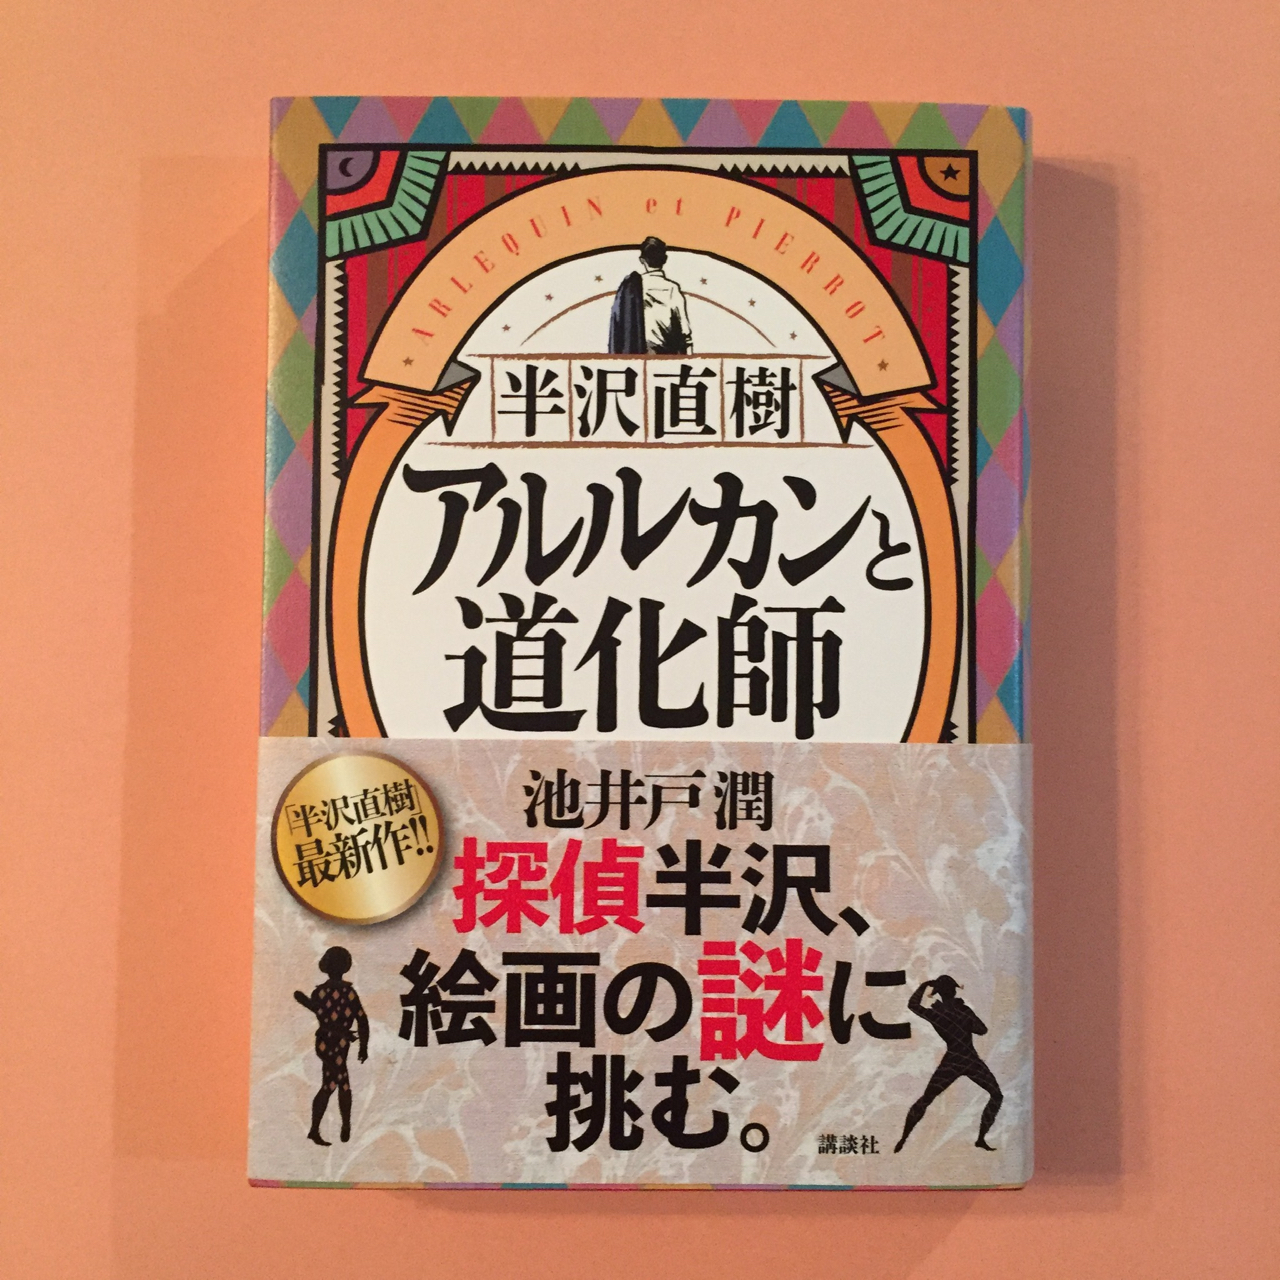 ARLEQUIN et PIERROT
半沢直樹
アルルカンと
道化師
池井戸潤
「半沢直樹」
最新作!!
探偵半沢、
絵画の謎に
挑む。
講談社